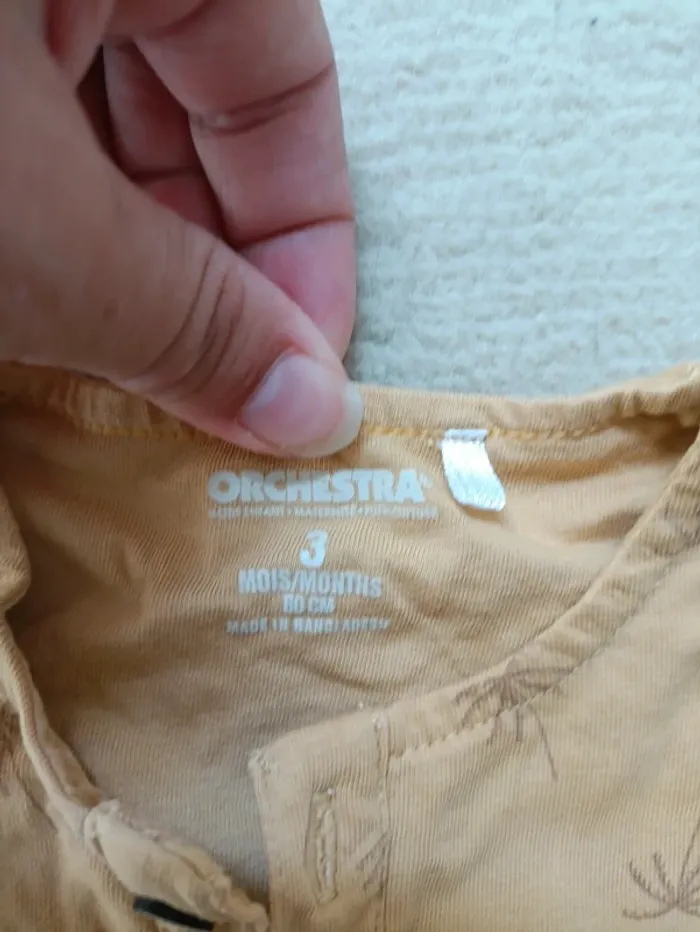 ORCHESTRA
3
MOIS/MONTHS
60 CM
MADE IN BANGLADESH